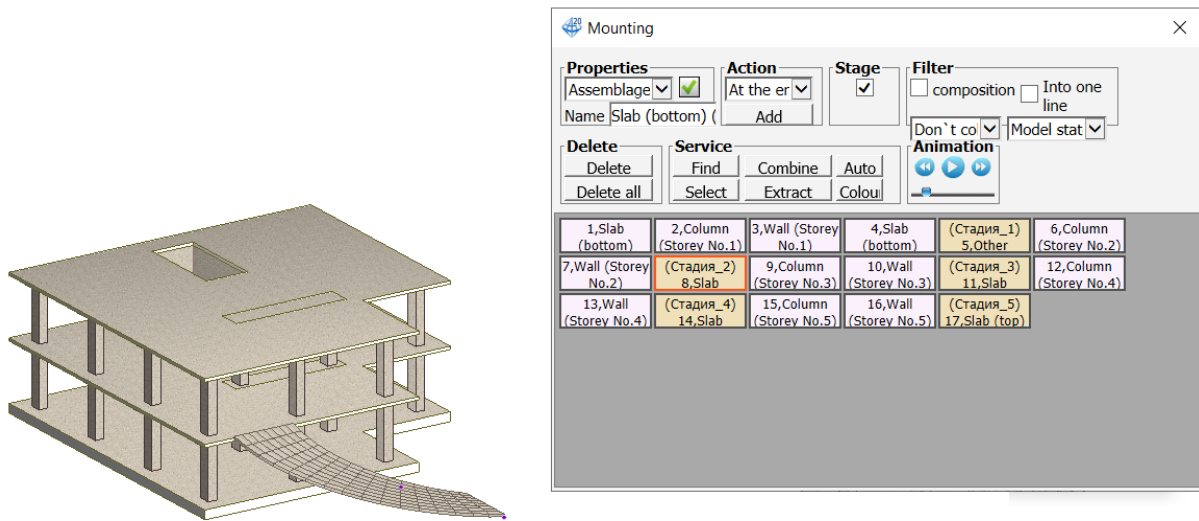 20
Mounting
Properties
Action
Stage
Filter
Assemblage
At the er
composition
Into one
line
Name
Slab (bottom) (
Add
Don`t co
Model stat
Delete
Service
Animation
Delete
Find
Combine
Auto
Delete all
Select
Extract
Colou
1,Slab
(bottom)
2,Column
(Storey No.1)
3,Wall (Storey
No.1)
4,Slab
(bottom)
(Стадия_1)
5,Other
6,Column
(Storey No.2)
7,Wall (Storey
No.2)
(Стадия_2)
8,Slab
9,Column
(Storey No.3)
10,Wall
(Storey No.3)
(Стадия_3)
11,Slab
12,Column
(Storey No.4)
13,Wall
(Storey No.4)
(Стадия_4)
14,Slab
15,Column
(Storey No.5)
16,Wall
(Storey No.5)
(Стадия_5)
17,Slab (top)